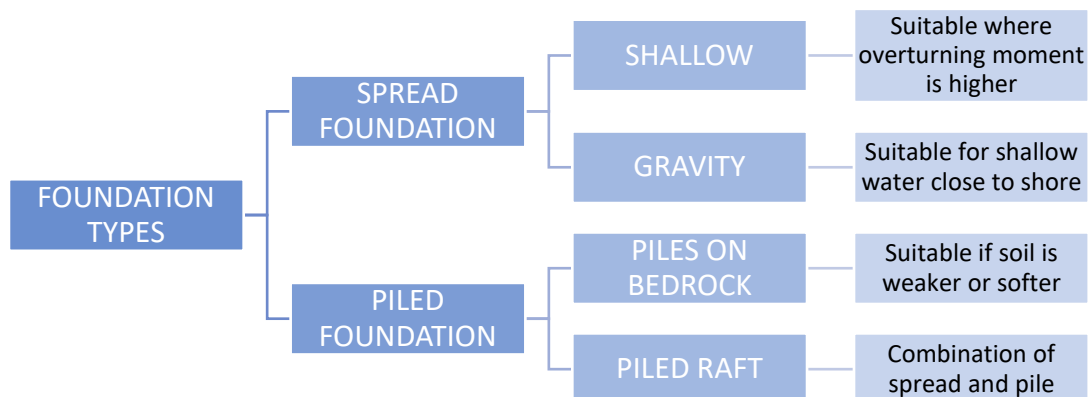 FOUNDATION
TYPES
SPREAD
FOUNDATION
SHALLOW
Suitable where
overturning moment
is higher
GRAVITY
Suitable for shallow
water close to shore
PILED
FOUNDATION
PILES ON
BEDROCK
Suitable if soil is
weaker or softer
PILED RAFT
Combination of
spread and pile